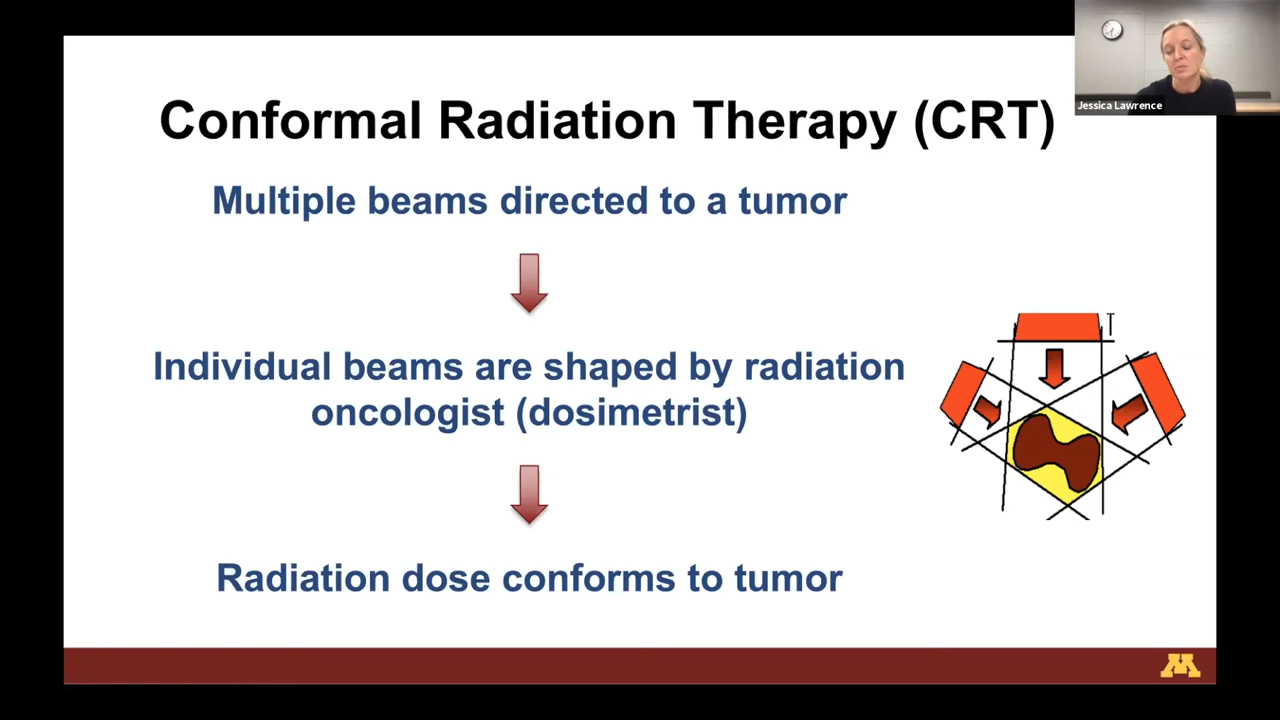 Conformal Radiation Therapy (CRT)
Jessica Lawrence
Multiple beams directed to a tumor
Individual beams are shaped by radiation
oncologist (dosimetrist)
Radiation dose conforms to tumor
M